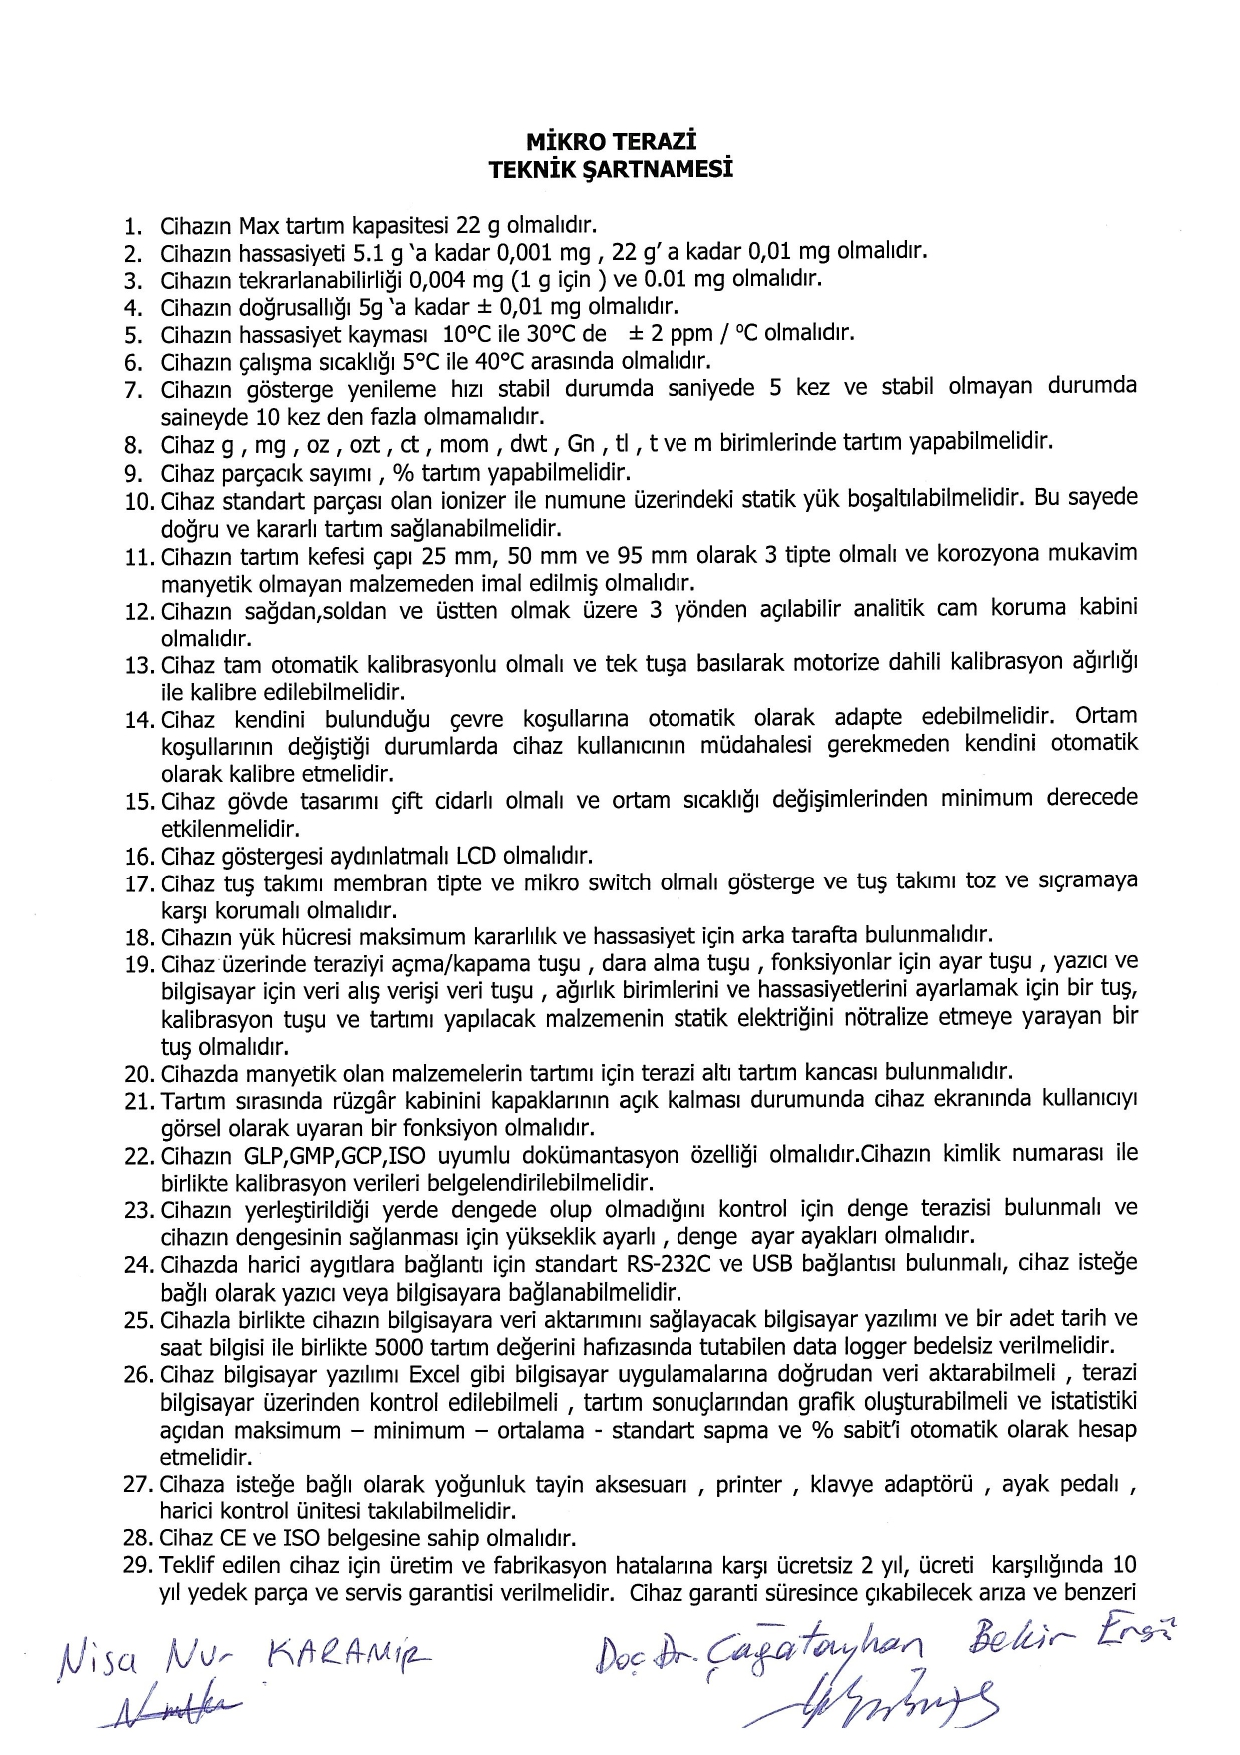 MİKRO TERAZİ
TEKNİK ŞARTNAMESİ
1. Cihazın Max tartım kapasitesi 22 g olmalıdır.
2. Cihazın hassasiyeti 5.1 g ‘a kadar 0,001 mg , 22 g’ a kadar 0,01 mg olmalıdır.
3. Cihazın tekrarlanabilirliği 0,004 mg (1 g için ) ve 0.01 mg olmalıdır.
4. Cihazın doğrusallığı 5g ‘a kadar ± 0,01 mg olmalıdır.
5. Cihazın hassasiyet kayması 10°C ile 30°C de ± 2 ppm / ºC olmalıdır.
6. Cihazın çalışma sıcaklığı 5°C ile 40°C arasında olmalıdır.
7. Cihazın gösterge yenileme hızı stabil durumda saniyede 5 kez ve stabil olmayan durumda
saineyde 10 kez den fazla olmamalıdır.
8. Cihaz g , mg , oz , ozt , ct , mom , dwt , Gn , tl , t ve m birimlerinde tartım yapabilmelidir.
9. Cihaz parçacık sayımı , % tartım yapabilmelidir.
10. Cihaz standart parçası olan ionizer ile numune üzerindeki statik yük boşaltılabilmelidir. Bu sayede
doğru ve kararlı tartım sağlanabilmelidir.
11. Cihazın tartım kefesi çapı 25 mm, 50 mm ve 95 mm olarak 3 tipte olmalı ve korozyona mukavim
manyetik olmayan malzemeden imal edilmiş olmalıdır.
12. Cihazın sağdan,soldan ve üstten olmak üzere 3 yönden açılabilir analitik cam koruma kabini
olmalıdır.
13. Cihaz tam otomatik kalibrasyonlu olmalı ve tek tuşa basılarak motorize dahili kalibrasyon ağırlığı
ile kalibre edilebilmelidir.
14. Cihaz kendini bulunduğu çevre koşullarına otomatik olarak adapte edebilmelidir. Ortam
koşullarının değiştiği durumlarda cihaz kullanıcının müdahalesi gerekmeden kendini otomatik
olarak kalibre etmelidir.
15. Cihaz gövde tasarımı çift cidarlı olmalı ve ortam sıcaklığı değişimlerinden minimum derecede
etkilenmelidir.
16. Cihaz göstergesi aydınlatmalı LCD olmalıdır.
17. Cihaz tuş takımı membran tipte ve mikro switch olmalı gösterge ve tuş takımı toz ve sıçramaya
karşı korumalı olmalıdır.
18. Cihazın yük hücresi maksimum kararlılık ve hassasiyet için arka tarafta bulunmalıdır.
19. Cihaz üzerinde teraziyi açma/kapama tuşu , dara alma tuşu , fonksiyonlar için ayar tuşu , yazıcı ve
bilgisayar için veri alış verişi veri tuşu , ağırlık birimlerini ve hassasiyetlerini ayarlamak için bir tuş,
kalibrasyon tuşu ve tartımı yapılacak malzemenin statik elektriğini nötralize etmeye yarayan bir
tuş olmalıdır.
20. Cihazda manyetik olan malzemelerin tartımı için terazi altı tartım kancası bulunmalıdır.
21. Tartım sırasında rüzgâr kabinini kapaklarının açık kalması durumunda cihaz ekranında kullanıcıyı
görsel olarak uyaran bir fonksiyon olmalıdır.
22. Cihazın GLP,GMP,GCP,ISO uyumlu dokümantasyon özelliği olmalıdır.Cihazın kimlik numarası ile
birlikte kalibrasyon verileri belgelendirilebilmelidir.
23. Cihazın yerleştirildiği yerde dengede olup olmadığını kontrol için denge terazisi bulunmalı ve
cihazın dengesinin sağlanması için yükseklik ayarlı , denge ayar ayakları olmalıdır.
24. Cihazda harici aygıtlara bağlantı için standart RS-232C ve USB bağlantısı bulunmalı, cihaz isteğe
bağlı olarak yazıcı veya bilgisayara bağlanabilmelidir.
25. Cihazla birlikte cihazın bilgisayara veri aktarımını sağlayacak bilgisayar yazılımı ve bir adet tarih ve
saat bilgisi ile birlikte 5000 tartım değerini hafızasında tutabilen data logger bedelsiz verilmelidir.
26. Cihaz bilgisayar yazılımı Excel gibi bilgisayar uygulamalarına doğrudan veri aktarabilmeli , terazi
bilgisayar üzerinden kontrol edilebilmeli , tartım sonuçlarından grafik oluşturabilmeli ve istatistiki
açıdan maksimum – minimum – ortalama - standart sapma ve % sabit’i otomatik olarak hesap
etmelidir.
27. Cihaza isteğe bağlı olarak yoğunluk tayin aksesuarı , printer , klavye adaptörü , ayak pedalı ,
harici kontrol ünitesi takılabilmelidir.
28. Cihaz CE ve ISO belgesine sahip olmalıdır.
29. Teklif edilen cihaz için üretim ve fabrikasyon hatalarına karşı ücretsiz 2 yıl, ücreti karşılığında 10
yıl yedek parça ve servis garantisi verilmelidir. Cihaz garanti süresince çıkabilecek arıza ve benzeri
Nisa Nur KARAMIR Doç Dr. Çağatayhan Bekir Ersü